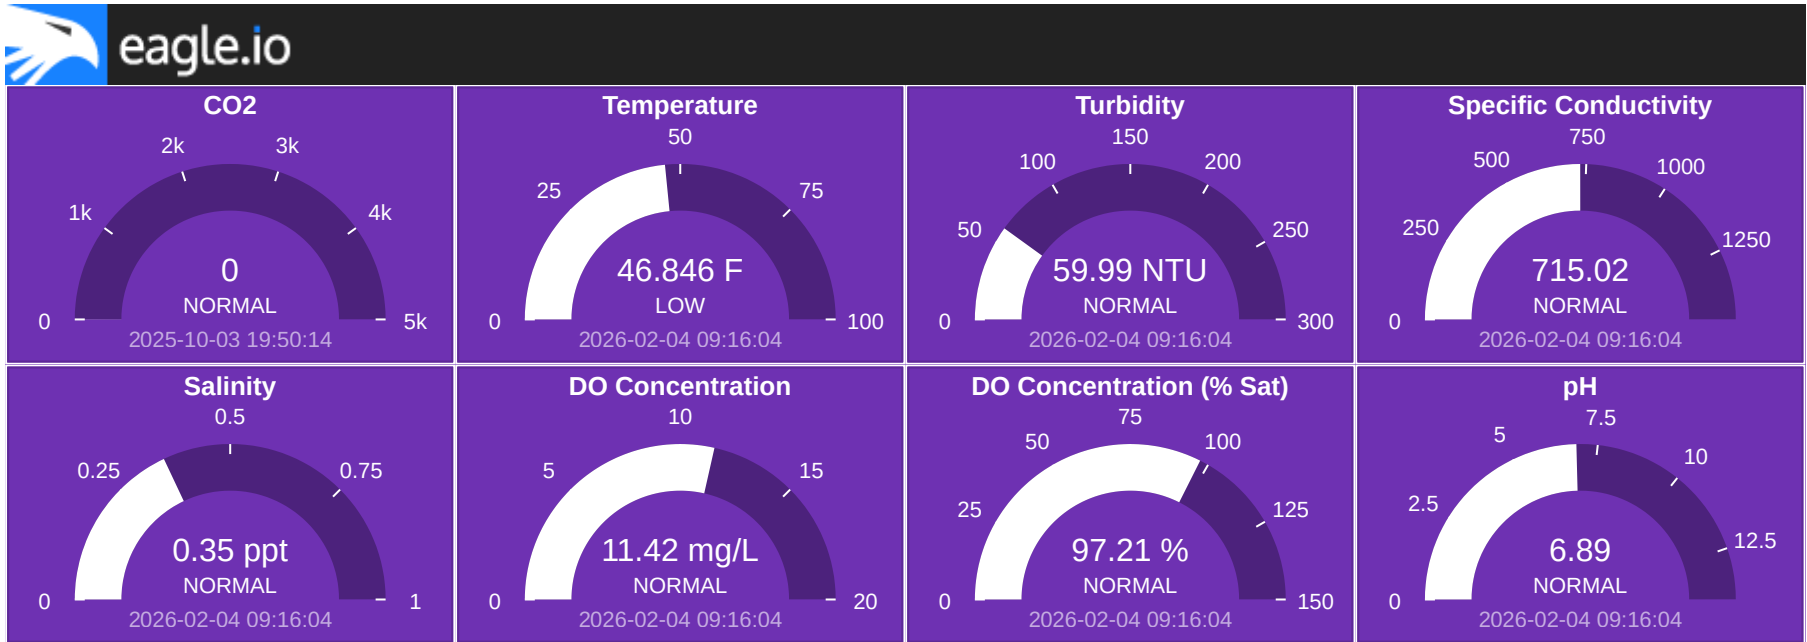 eagle.io
CO2
2k
3k
1k
4k
0
NORMAL
0
5k
2025-10-03 19:50:14
Temperature
50
25
75
46.846 F
LOW
0
100
2026-02-04 09:16:04
Turbidity
150
100
200
50
250
59.99 NTU
NORMAL
0
300
2026-02-04 09:16:04
Specific Conductivity
750
500
1000
250
1250
715.02
NORMAL
0
2026-02-04 09:16:04
Salinity
0.5
0.25
0.75
0.35 ppt
NORMAL
0
1
2026-02-04 09:16:04
DO Concentration
10
5
15
11.42 mg/L
NORMAL
0
20
2026-02-04 09:16:04
DO Concentration (% Sat)
75
50
100
25
125
97.21 %
NORMAL
0
150
2026-02-04 09:16:04
pH
7.5
5
10
2.5
12.5
6.89
NORMAL
0
2026-02-04 09:16:04